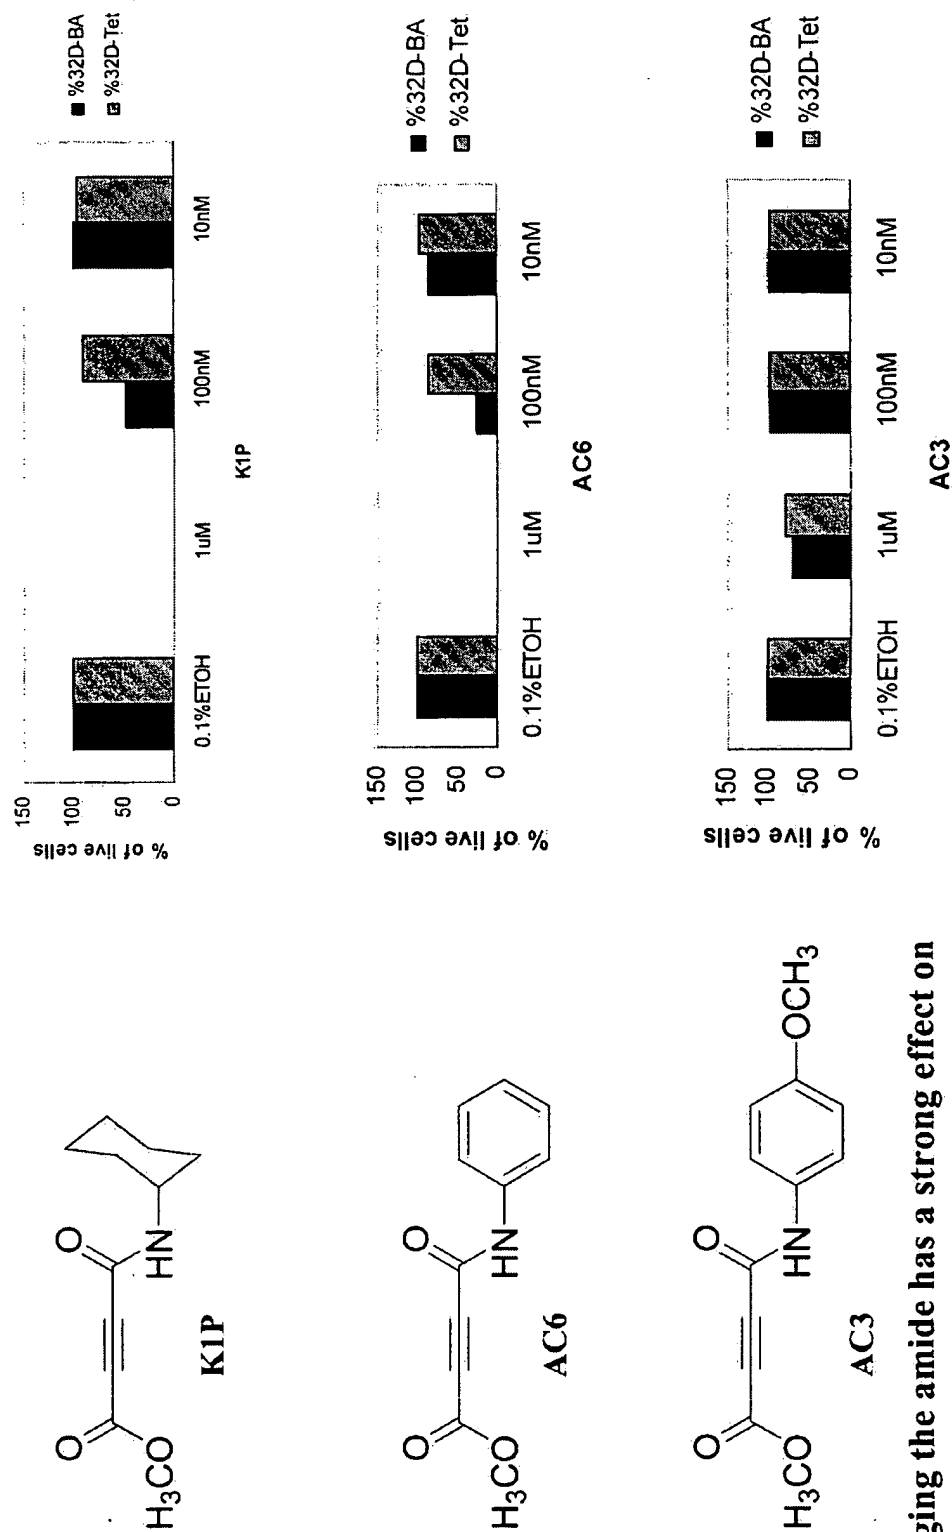 H₃CO
O
O
HN
K1P
% of live cells
150
100
50
0
0.1%ETOH
1uM
100nM
10nM
K1P
%32D-BA
%32D-Tet
H₃CO
O
O
HN
AC6
% of live cells
150
100
50
0
0.1%ETOH
1uM
100nM
10nM
AC6
%32D-BA
%32D-Tet
H₃CO
O
O
HN
OCH₃
AC3
% of live cells
150
100
50
0
0.1%ETOH
1uM
100nM
10nM
AC3
%32D-BA
%32D-Tet
ging the amide has a strong effect on